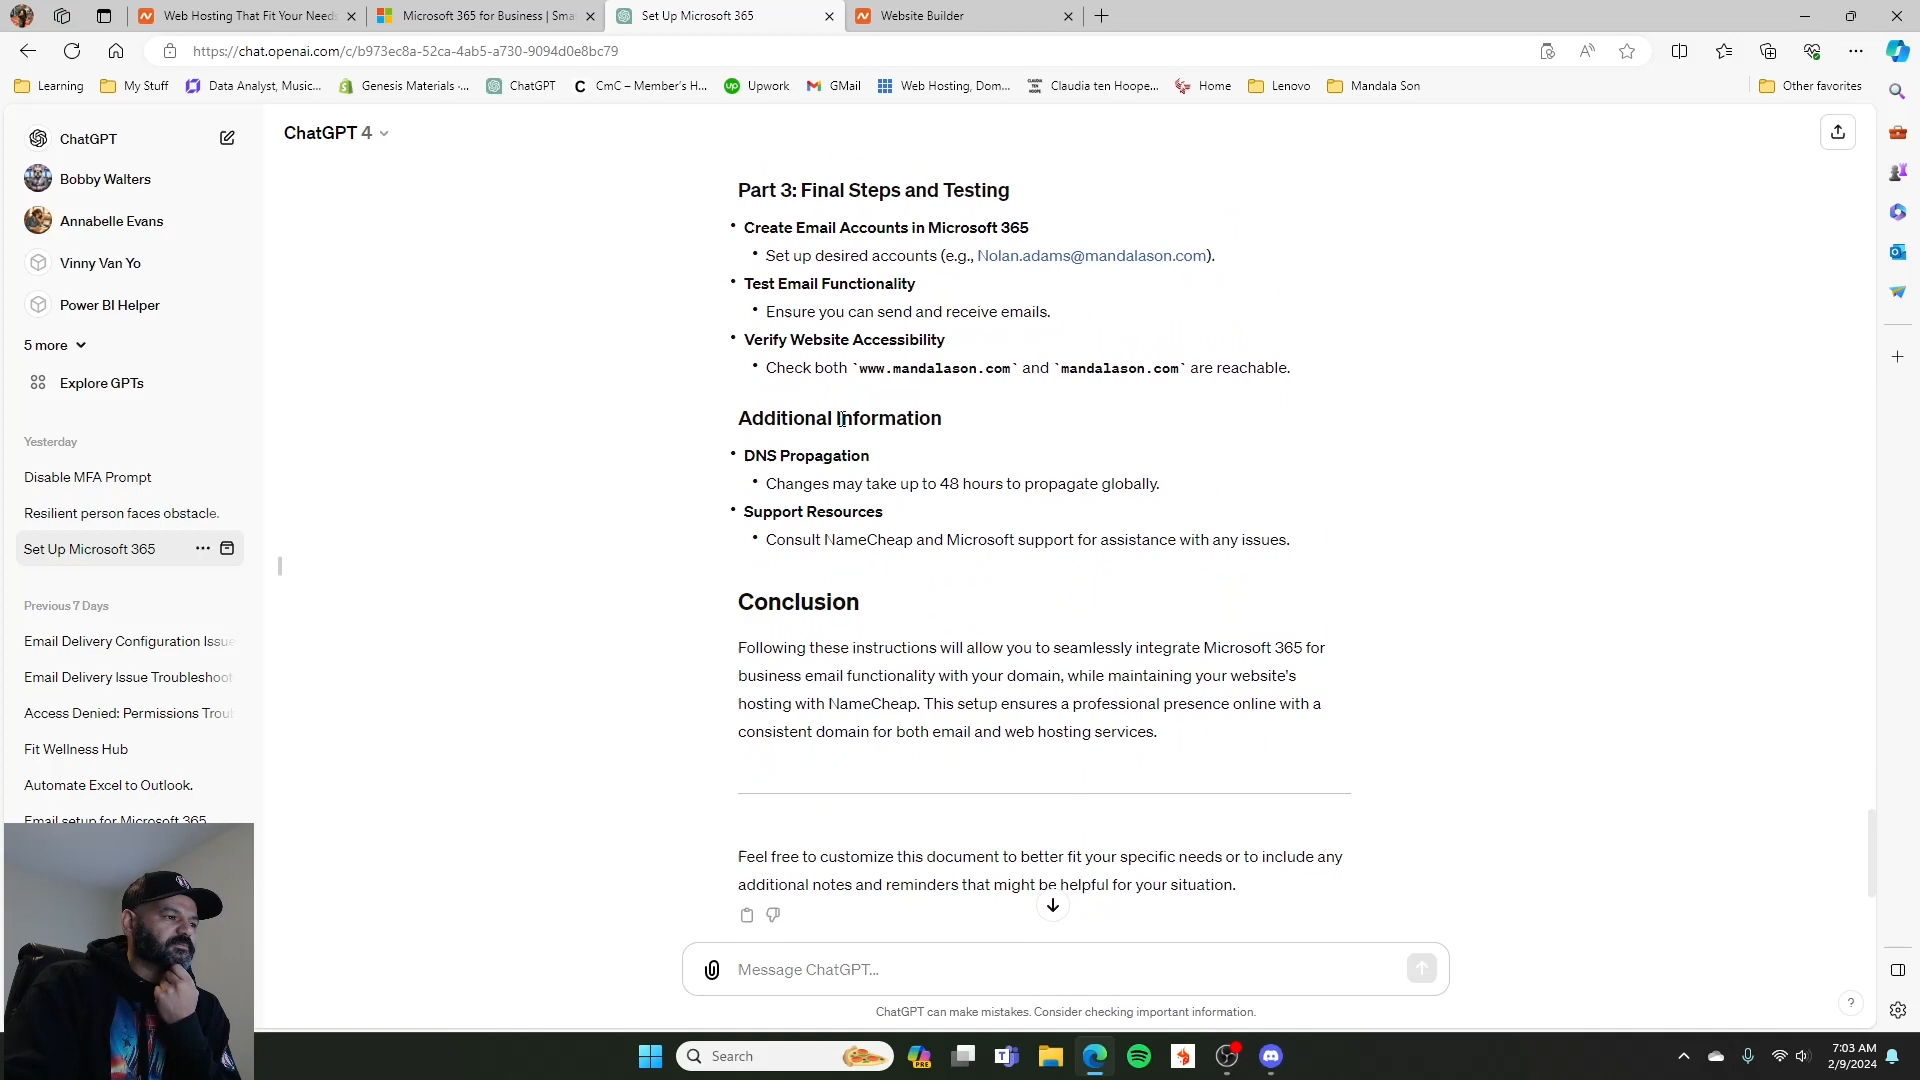 Web Hosting That Fit Your Needs
Microsoft 365 for Business | Sma
Set Up Microsoft 365
Website Builder
https://chat.openai.com/c/b973ec8a-52ca-4ab5-a730-9094d0e8bc79
Learning
My Stuff
Data Analyst, Music...
Genesis Materials -...
ChatGPT
CmC – Member's H...
Upwork
GMail
Web Hosting, Dom...
Claudia ten Hoope...
Home
Lenovo
Mandala Son
Other favorites
ChatGPT
Bobby Walters
Annabelle Evans
Vinny Van Yo
Power BI Helper
5 more
Explore GPTs
Yesterday
Disable MFA Prompt
Resilient person faces obstacle.
Set Up Microsoft 365
Previous 7 Days
Email Delivery Configuration Issue
Email Delivery Issue Troubleshoot
Access Denied: Permissions Trou
Fit Wellness Hub
Automate Excel to Outlook.
Email setup for Microsoft 365
ChatGPT 4
Part 3: Final Steps and Testing
• Create Email Accounts in Microsoft 365
• Set up desired accounts (e.g., Nolan.adams@mandalason.com).
• Test Email Functionality
• Ensure you can send and receive emails.
• Verify Website Accessibility
• Check both `www.mandalason.com` and `mandalason.com` are reachable.
Additional Information
• DNS Propagation
• Changes may take up to 48 hours to propagate globally.
• Support Resources
• Consult NameCheap and Microsoft support for assistance with any issues.
Conclusion
Following these instructions will allow you to seamlessly integrate Microsoft 365 for
business email functionality with your domain, while maintaining your website's
hosting with NameCheap. This setup ensures a professional presence online with a
consistent domain for both email and web hosting services.
Feel free to customize this document to better fit your specific needs or to include any
additional notes and reminders that might be helpful for your situation.
Message ChatGPT...
ChatGPT can make mistakes. Consider checking important information.
?
Search
PRE
7:03 AM
2/9/2024